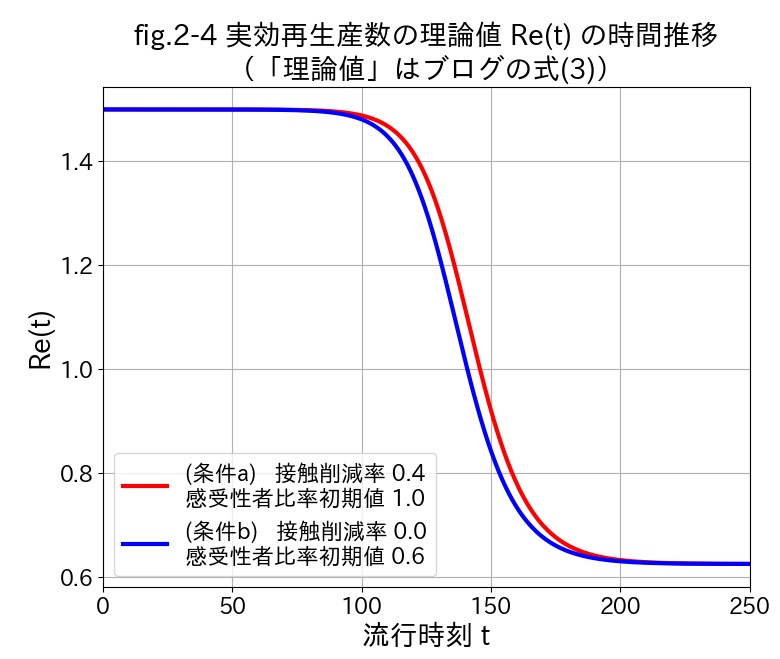 fig.2-4 実効再生産数の理論値 Re(t) の時間推移
（「理論値」はブログの式(3)）
Re(t)
1.4
1.2
1.0
0.8
0.6
(条件a) 接触削減率 0.4
感受性者比率初期値 1.0
(条件b) 接触削減率 0.0
感受性者比率初期値 0.6
0 50 100 150 200 250
流行時刻 t